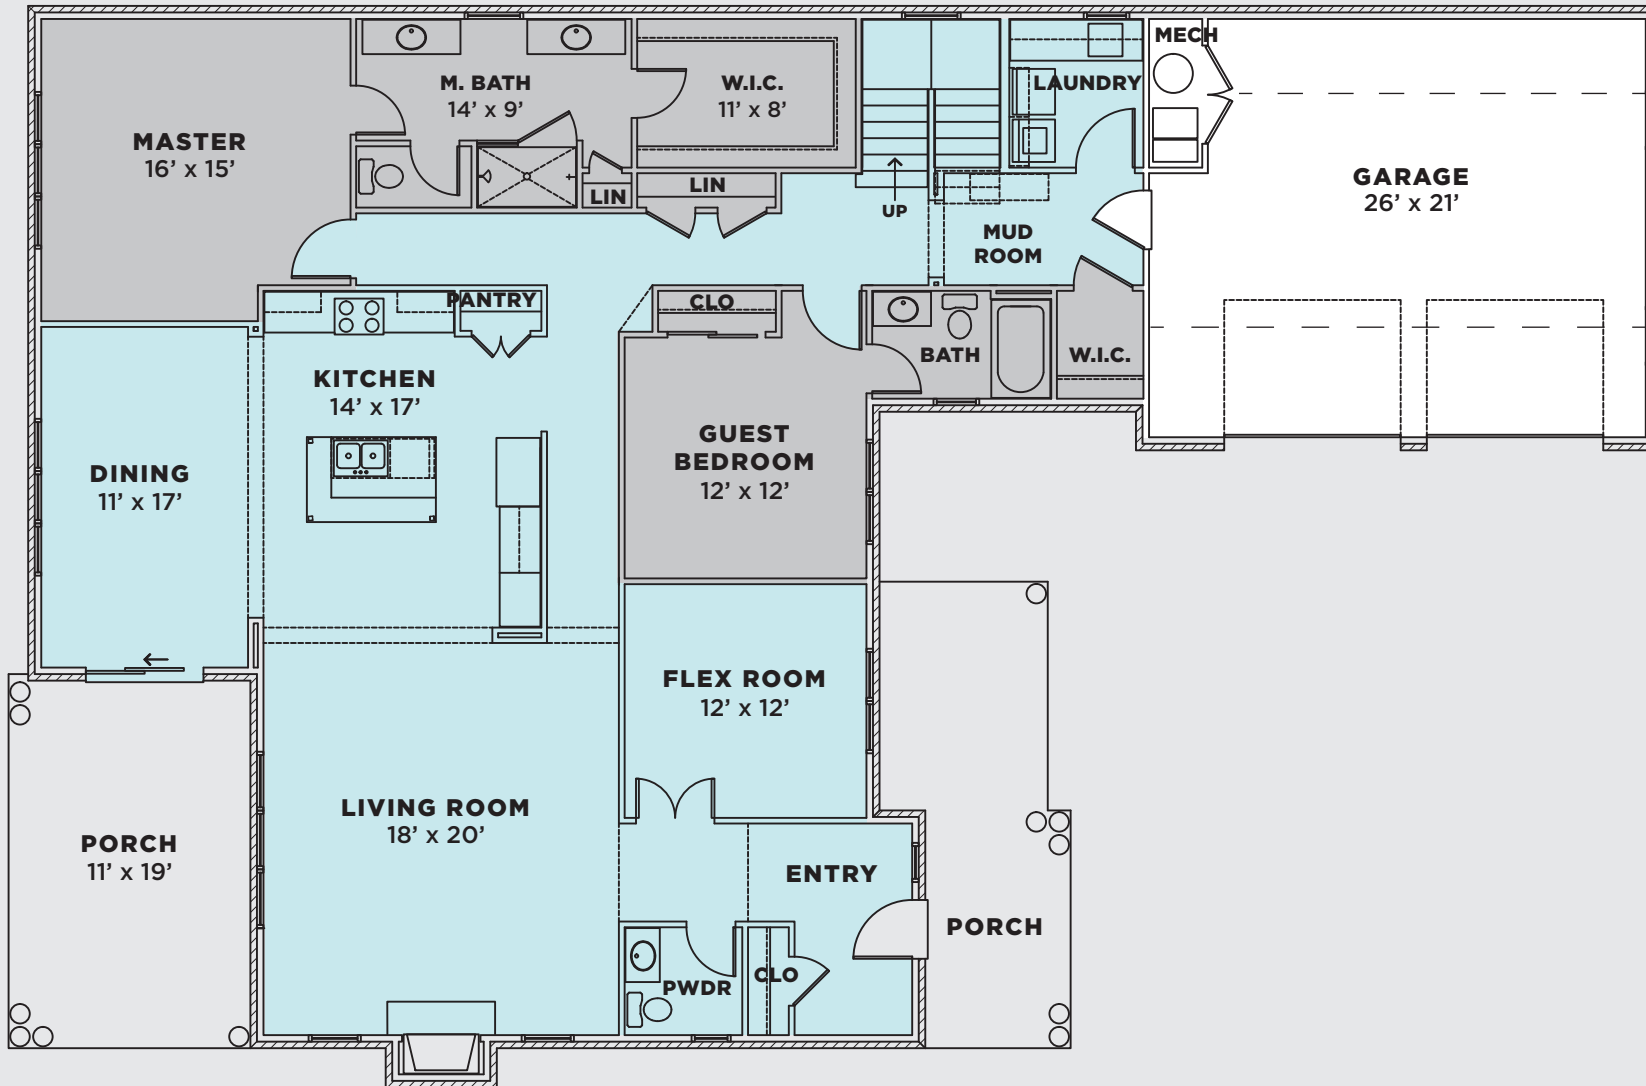 MECH
M. BATH
14’ x 9’
W.I.C.
11’ x 8’
LAUNDRY
MASTER
16’ x 15’
GARAGE
26’ x 21’
LIN
LIN
UP
MUD
ROOM
PANTRY
CLO
BATH
W.I.C.
KITCHEN
14’ x 17’
GUEST
BEDROOM
12’ x 12’
DINING
11’ x 17’
FLEX ROOM
12’ x 12’
LIVING ROOM
18’ x 20’
PORCH
11’ x 19’
ENTRY
PORCH
PWDR
CLO